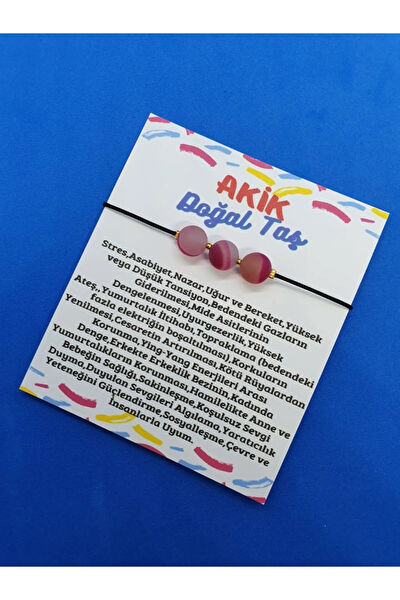 AKİK
Doğal Taş
Stres,Asabiyet,Nazar,Uğur ve Bereket,Yüksek
veya Düşük Tansiyon,Bedendeki Gazların
Giderilmesi,Mide Asitlerinin
Dengelenmesi,Uyurgezerlik,Yüksek
Ateş,,Yumurtalık İltihabı,Topraklama (bedendeki
fazla elektriğin boşaltılması),Korkuların
Yenilmesi,Cesaretin Artırılması,Kötü Rüyalardan
Korunma,Ying-Yang Enerjileri Arası
Denge,Erkekte Erkeklik Bezinin,Kadında
Yumurtalıkların Korunması,Hamilelikte Anne ve
Bebeğin Sağlığı,Sakinleşme,Koşulsuz Sevgi
Duyma,Duyulan Sevgileri Algılama,Yaratıcılık
Yeteneğini Güçlendirme,Sosyalleşme,Çevre ve
İnsanlarla Uyum.